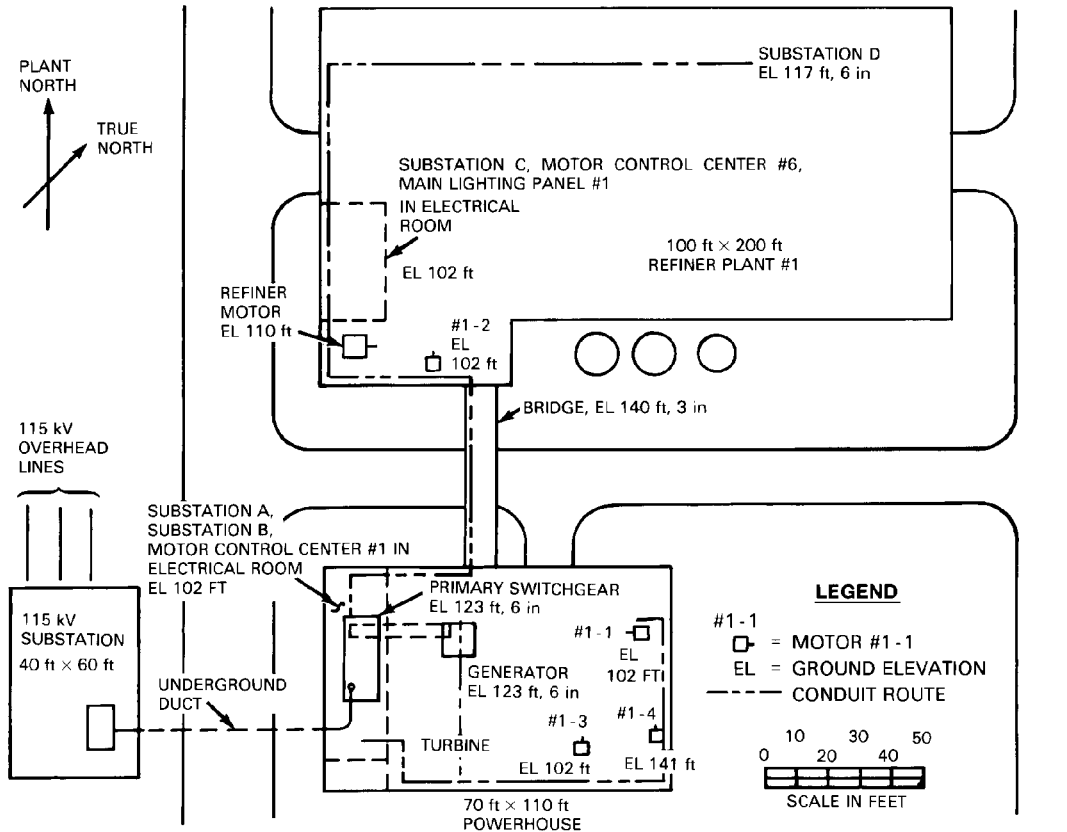 SUBSTATION D
EL 117 ft, 6 in
PLANT
NORTH
TRUE
NORTH
SUBSTATION C, MOTOR CONTROL CENTER #6,
MAIN LIGHTING PANEL #1
IN ELECTRICAL
ROOM
100 ft × 200 ft
REFINER PLANT #1
EL 102 ft
REFINER
MOTOR
EL 110 ft
#1-2
EL
102 ft
BRIDGE, EL 140 ft, 3 in
115 kV
OVERHEAD
LINES
SUBSTATION A,
SUBSTATION B,
MOTOR CONTROL CENTER #1 IN
ELECTRICAL ROOM
EL 102 FT
PRIMARY SWITCHGEAR
EL 123 ft, 6 in
115 kV
SUBSTATION
40 ft × 60 ft
#1-1
EL
102 FT
GENERATOR
EL 123 ft, 6 in
UNDERGROUND
DUCT
#1-3
#1-4
TURBINE
EL 102 ft
EL 141 ft
70 ft × 110 ft
POWERHOUSE
LEGEND
#1-1
= MOTOR #1-1
EL = GROUND ELEVATION
CONDUIT ROUTE
0 10 20 30 40 50
SCALE IN FEET